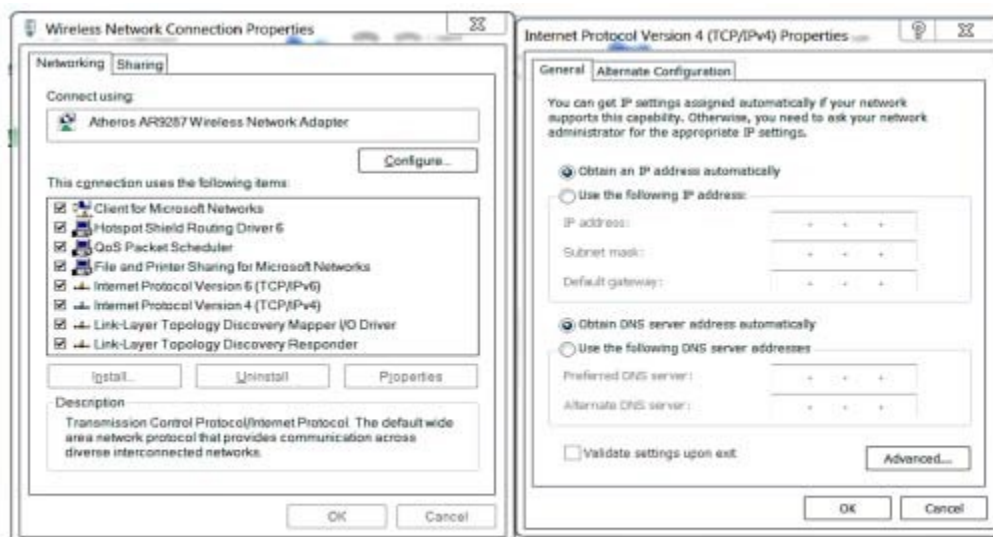 Wireless Network Connection Properties
Networking
Sharing
Connect using:
Atheros AR9287 Wireless Network Adapter
Configure...
This connection uses the following items:
Client for Microsoft Networks
Hotspot Shield Routing Driver 6
QoS Packet Scheduler
File and Printer Sharing for Microsoft Networks
Internet Protocol Version 6 (TCP/IPv6)
Internet Protocol Version 4 (TCP/IPv4)
Link-Layer Topology Discovery Mapper I/O Driver
Link-Layer Topology Discovery Responder
Install...
Uninstall
Properties
Description
Transmission Control Protocol/Internet Protocol. The default wide
area network protocol that provides communication across
diverse interconnected networks.
OK
Cancel
Internet Protocol Version 4 (TCP/IPv4) Properties
General
Alternate Configuration
You can get IP settings assigned automatically if your network
supports this capability. Otherwise, you need to ask your network
administrator for the appropriate IP settings.
Obtain an IP address automatically
Use the following IP address:
IP address:
Subnet mask:
Default gateway:
Obtain DNS server address automatically
Use the following DNS server addresses
Preferred DNS server:
Alternate DNS server:
Validate settings upon exit
Advanced...
OK
Cancel